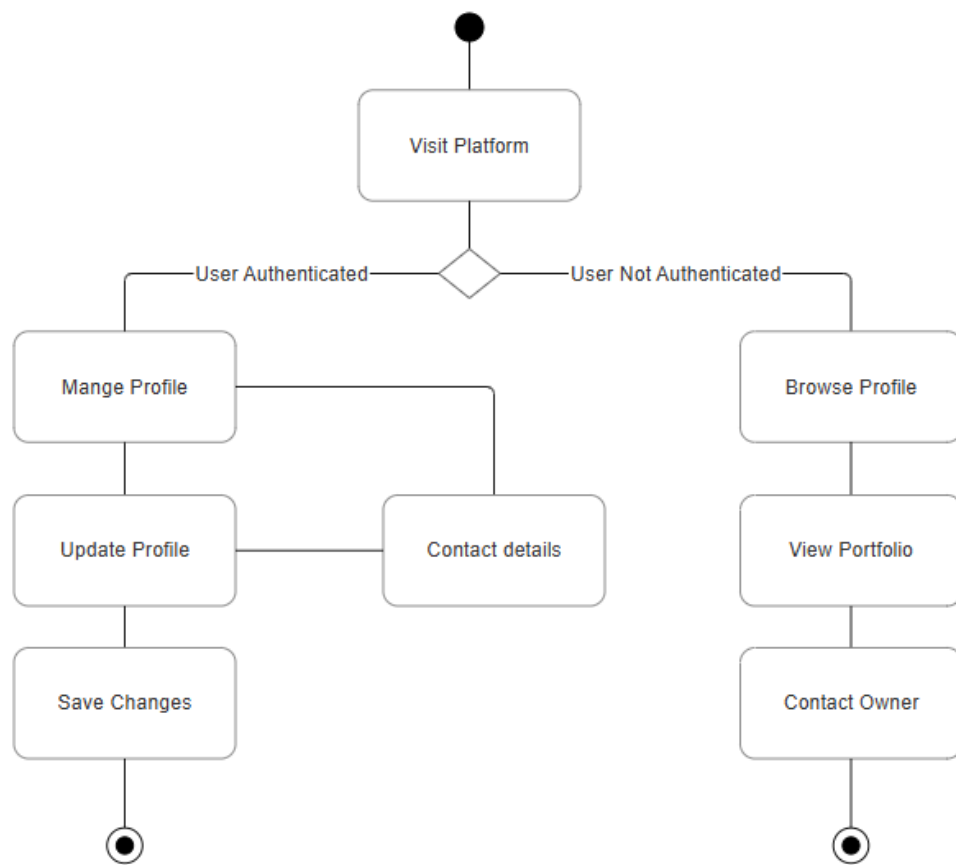 Visit Platform
User Authenticated
User Not Authenticated
Mange Profile
Browse Profile
Update Profile
Contact details
View Portfolio
Save Changes
Contact Owner